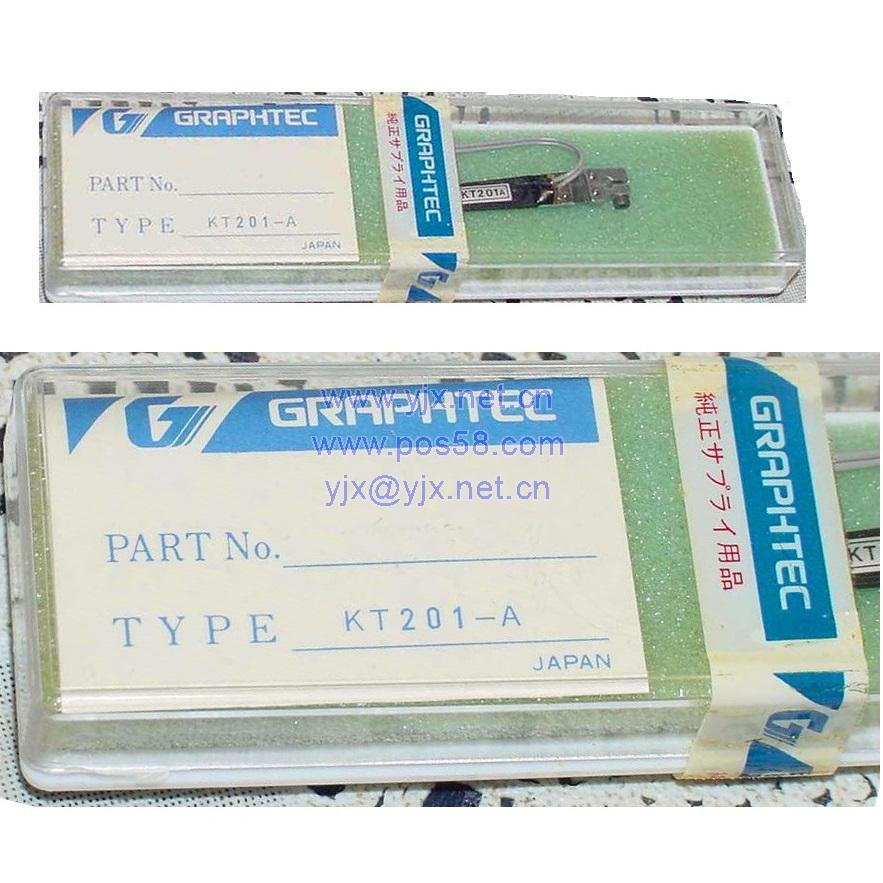 GRAPHTEC
PART No.
TYPE KT201-A
JAPAN
純正サプライ用品
GRAPHTEC
KT201A
GRAPHTEC
www.yjx.net.cn
www.pos58.com
yjx@yjx.net.cn
PART No.
TYPE KT201-A
JAPAN
純正サプライ用品
GRAPHTEC
KT